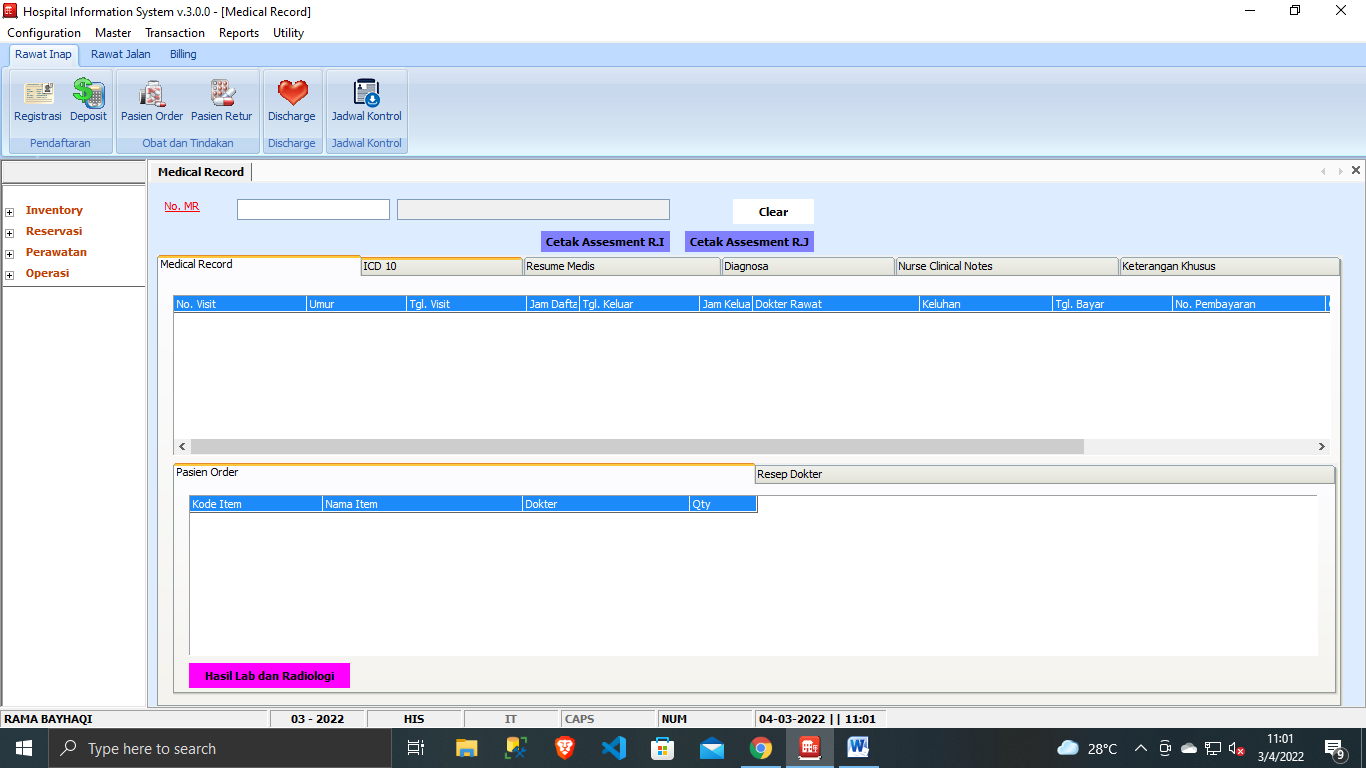 Hospital Information System v.3.0.0 - [Medical Record]
Configuration Master Transaction Reports Utility
Rawat Inap Rawat Jalan Billing
Registrasi Deposit Pasien Order Pasien Retur Discharge Jadwal Kontrol
Pendaftaran Obat dan Tindakan Discharge Jadwal Kontrol
Medical Record
No. MR Clear
Cetak Assesment R.I Cetak Assesment R.J
Inventory
Reservasi
Perawatan
Operasi
Medical Record ICD 10 Resume Medis Diagnosa Nurse Clinical Notes Keterangan Khusus
No. Visit Umur Tgl. Visit Jam Dafta Tgl. Keluar Jam Kelua Dokter Rawat Keluhan Tgl. Bayar No. Pembayaran
Pasien Order Resep Dokter
Kode Item Nama Item Dokter Qty
Hasil Lab dan Radiologi
RAMA BAYHAQI 03 - 2022 HIS IT CAPS NUM 04-03-2022 || 11:01
Type here to search 28°C 11:01
3/4/2022 9